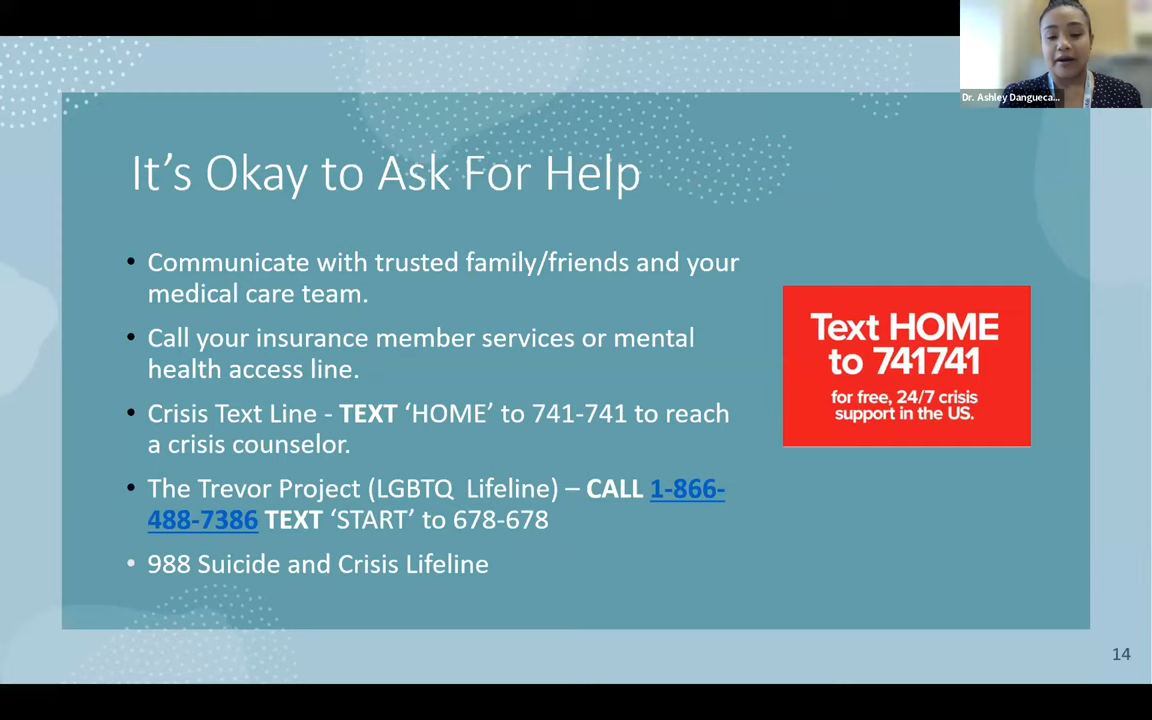 Dr. Ashley Dangueca...
It's Okay to Ask For Help
• Communicate with trusted family/friends and your
medical care team.
• Call your insurance member services or mental
health access line.
• Crisis Text Line - TEXT ‘HOME’ to 741-741 to reach
a crisis counselor.
• The Trevor Project (LGBTQ  Lifeline) – CALL 1-866-
488-7386 TEXT ‘START’ to 678-678
• 988 Suicide and Crisis Lifeline
Text HOME
to 741741
for free, 24/7 crisis
support in the US.
14